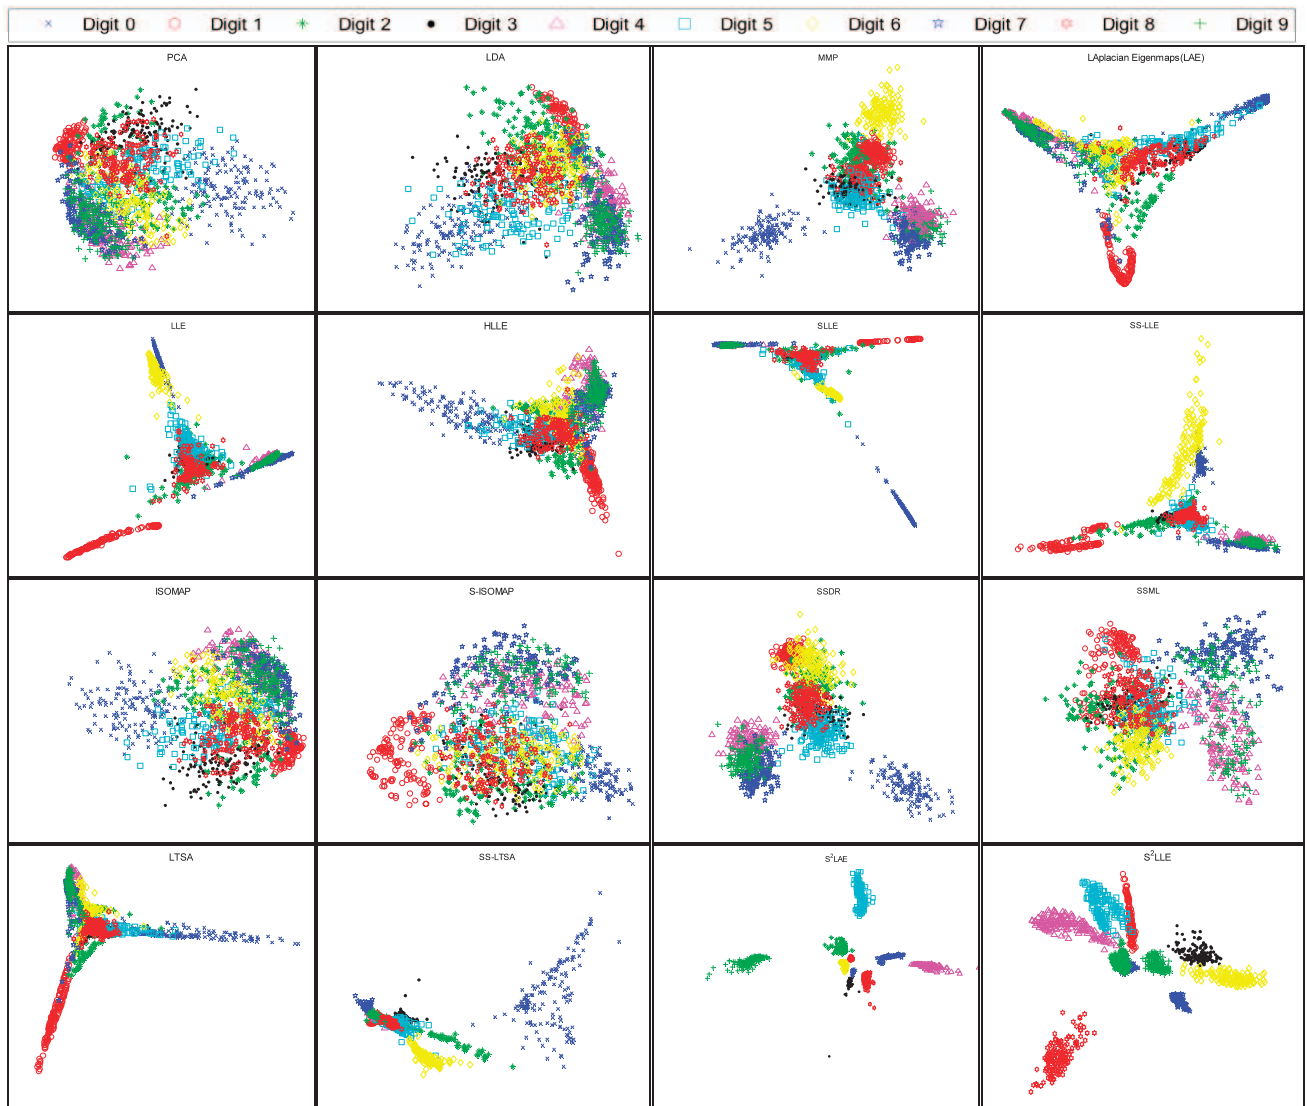 Digit 0 Digit 1 Digit 2 Digit 3 Digit 4 Digit 5 Digit 6 Digit 7 Digit 8 Digit 9
PCA
LDA
MMP
LAplacian Eigenmaps(LAE)
LLE
HLLE
SLLE
SS-LLE
ISOMAP
S-ISOMAP
SSDR
SSML
LTSA
SS-LTSA
S²LAE
S²LLE